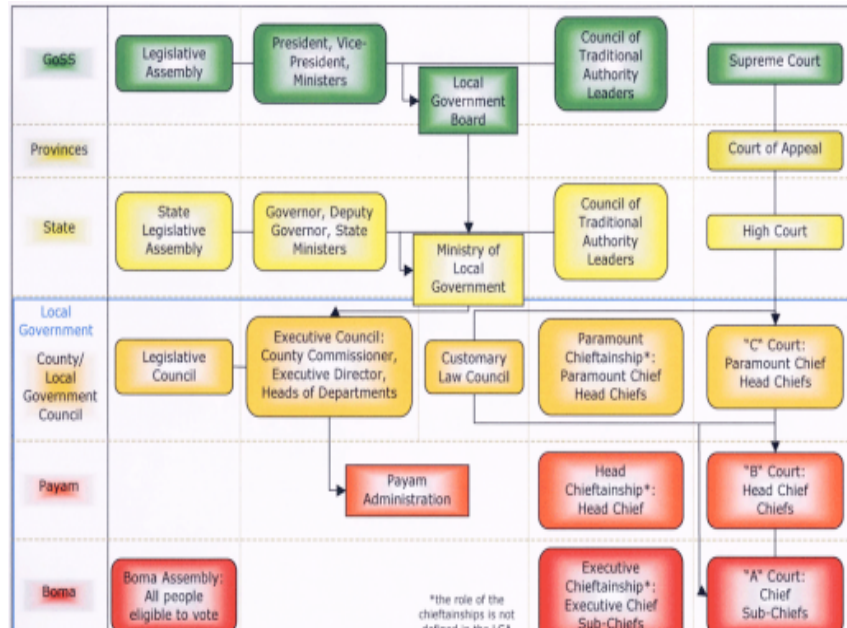 GoSS
Legislative
Assembly
President, Vice-
President,
Ministers
Local
Government
Board
Council of
Traditional
Authority
Leaders
Supreme Court
Provinces
Court of Appeal
State
State
Legislative
Assembly
Governor, Deputy
Governor, State
Ministers
Ministry of
Local
Government
Council of
Traditional
Authority
Leaders
High Court
Local
Government
County/
Local
Government
Council
Legislative
Council
Executive Council:
County Commissioner,
Executive Director,
Heads of Departments
Customary
Law Council
Paramount
Chieftainship*:
Paramount Chief
Head Chiefs
"C" Court:
Paramount Chief
Head Chiefs
Payam
Payam
Administration
Head
Chieftainship*:
Head Chief
"B" Court:
Head Chief
Chiefs
Boma
Boma Assembly:
All people
eligible to vote
*the role of the
chieftainships is not
defined in the LGA
Executive
Chieftainship*:
Executive Chief
Sub-Chiefs
"A" Court:
Chief
Sub-Chiefs